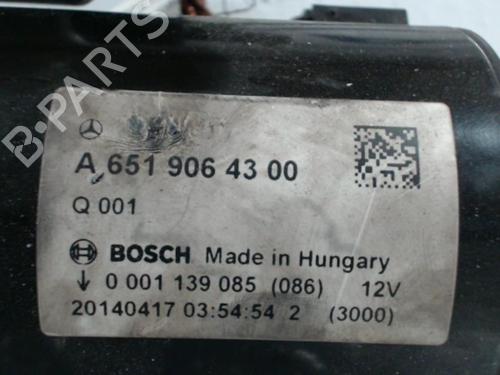 B-PARTS
A 651 906 43 00
Q 001
BOSCH Made in Hungary
↓ 0 001 139 085 (086) 12V
20140417 03:54:54 2 (3000)